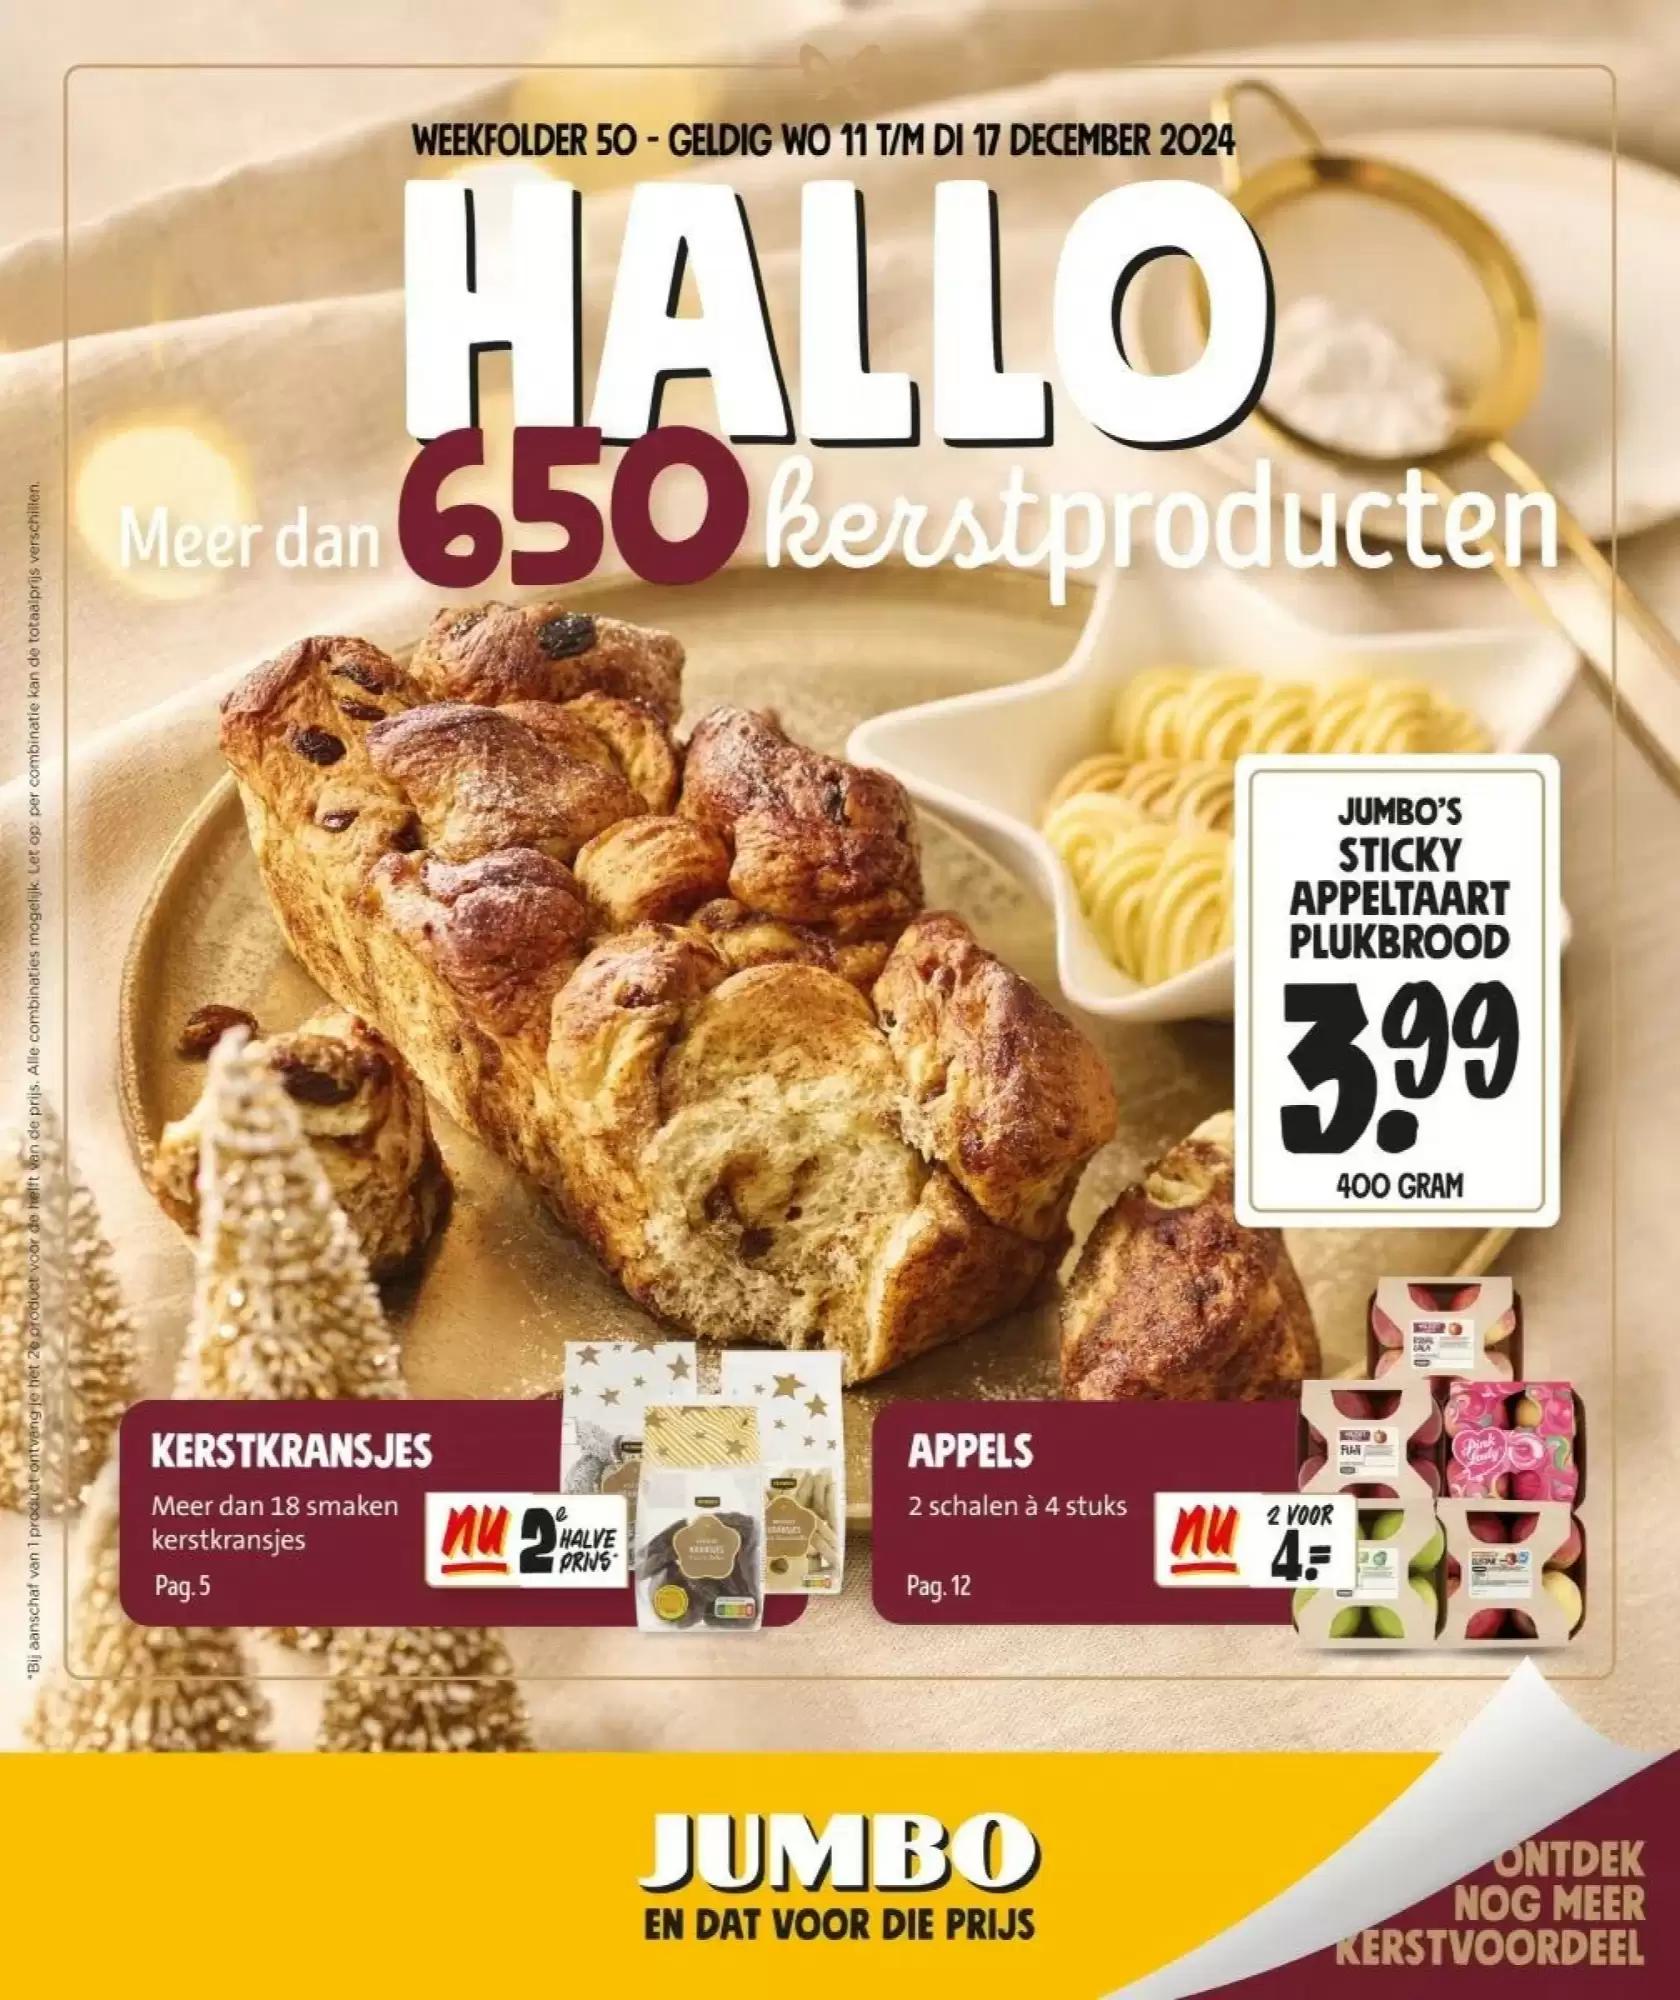 WEEKFOLDER 50 - GELDIG WO 11 T/M DI 17 DECEMBER 2024
HALLO
Meer dan 650 kerstproducten
JUMBO'S
STICKY
APPELTAART
PLUKBROOD
3.99
400 GRAM
KERSTKRANSJES
Meer dan 18 smaken
kerstkransjes
Pag. 5
NU 2e HALVE PRIJS*
APPELS
2 schalen à 4 stuks
Pag. 12
NU 2 VOOR 4.=
Pink Lady
FUJI
*Bij aanschaf van 1 product ontvang je het 2e product voor de helft van de prijs. Alle combinaties mogelijk. Let op: per combinatie kan de totaalprijs verschillen.
JUMBO
EN DAT VOOR DIE PRIJS
ONTDEK
NOG MEER
KERSTVOORDEEL